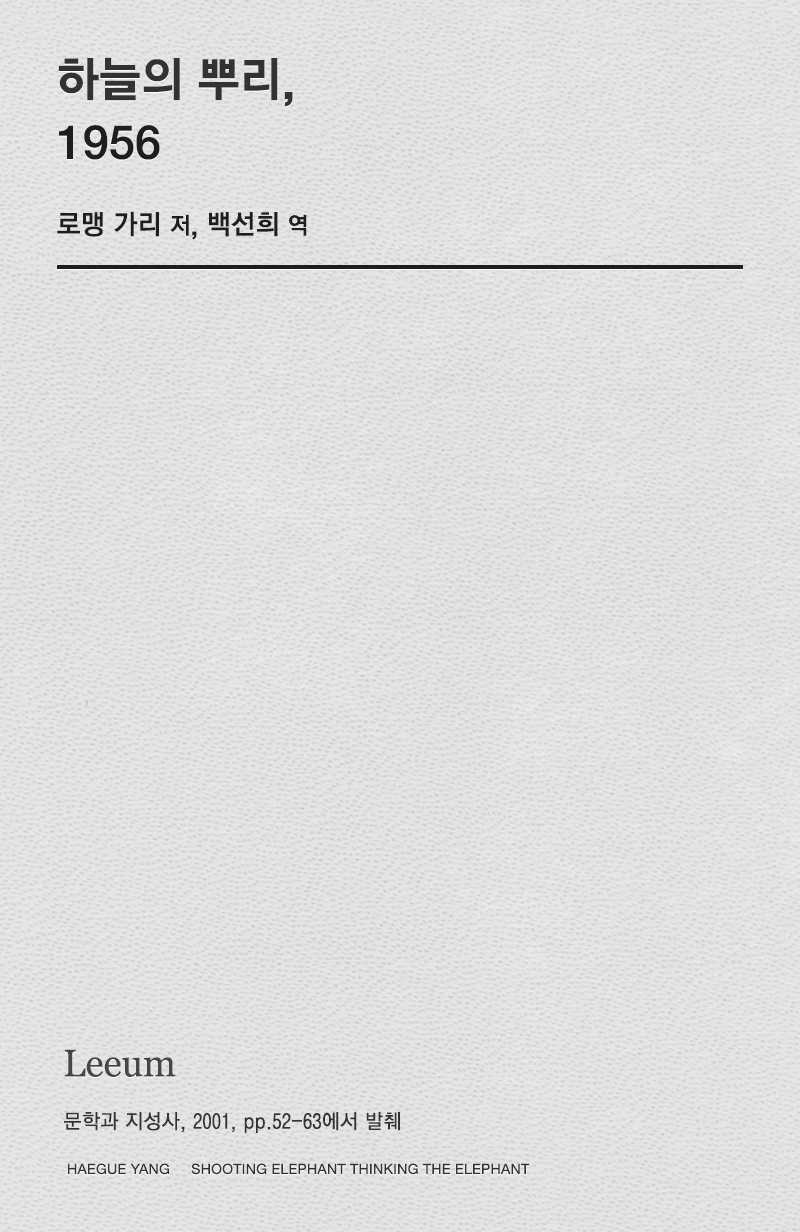 하늘의 뿌리,
1956
로맹 가리 저, 백선희 역
Leeum
문학과 지성사, 2001, pp.52-63에서 발췌
HAEGUE YANG SHOOTING ELEPHANT THINKING THE ELEPHANT